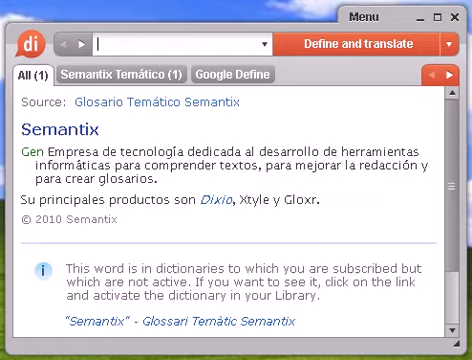 Menu
di
Define and translate
All (1)
Semantix Temático (1)
Google Define
Source: Glosario Temático Semantix
Semantix
Gen Empresa de tecnología dedicada al desarrollo de herramientas
informáticas para comprender textos, para mejorar la redacción y
para crear glosarios.
Su principales productos son Dixio, Xtyle y Gloxr.
© 2010 Semantix
i
This word is in dictionaries to which you are subscribed but
which are not active. If you want to see it, click on the link
and activate the dictionary in your Library.
"Semantix" - Glossari Temàtic Semantix